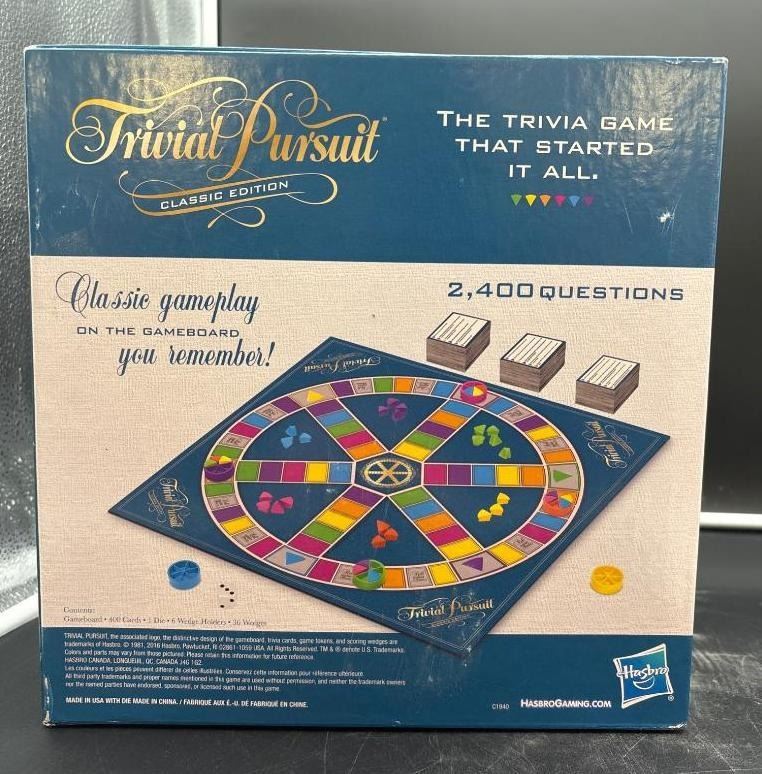 Trivial Pursuit
CLASSIC EDITION
THE TRIVIA GAME
THAT STARTED
IT ALL.
Classic gameplay
ON THE GAMEBOARD
you remember!
2,400 QUESTIONS
Trivial Pursuit
Trivial Pursuit
Trivial Pursuit
Trivial Pursuit
Contents:
Gameboard • 400 Cards • 1 Die • 6 Wedge Holders • 36 Wedges
TRIVIAL PURSUIT, the associated logo, the distinctive design of the gameboard, trivia cards, game tokens, and scoring wedges are
trademarks of Hasbro. © 1981, 2016 Hasbro, Pawtucket, RI 02861-1059 USA. All Rights Reserved. TM & ® denote U.S. Trademarks.
Colors and parts may vary from those pictured. Please retain this information for future reference.
HASBRO CANADA, LONGUEUIL, QC, CANADA J4G 1G2.
Les couleurs et les pièces peuvent différer de celles illustrées. Conservez cette information pour référence ultérieure.
All third party trademarks and proper names mentioned in this game are used without permission, and neither the trademark owners
nor the named parties have endorsed, sponsored, or licensed such use in this game.
MADE IN USA WITH DIE MADE IN CHINA. / FABRIQUÉ AUX É.-U. DÉ FABRIQUÉ EN CHINE.
C1940
HASBROGAMING.COM
Hasbro